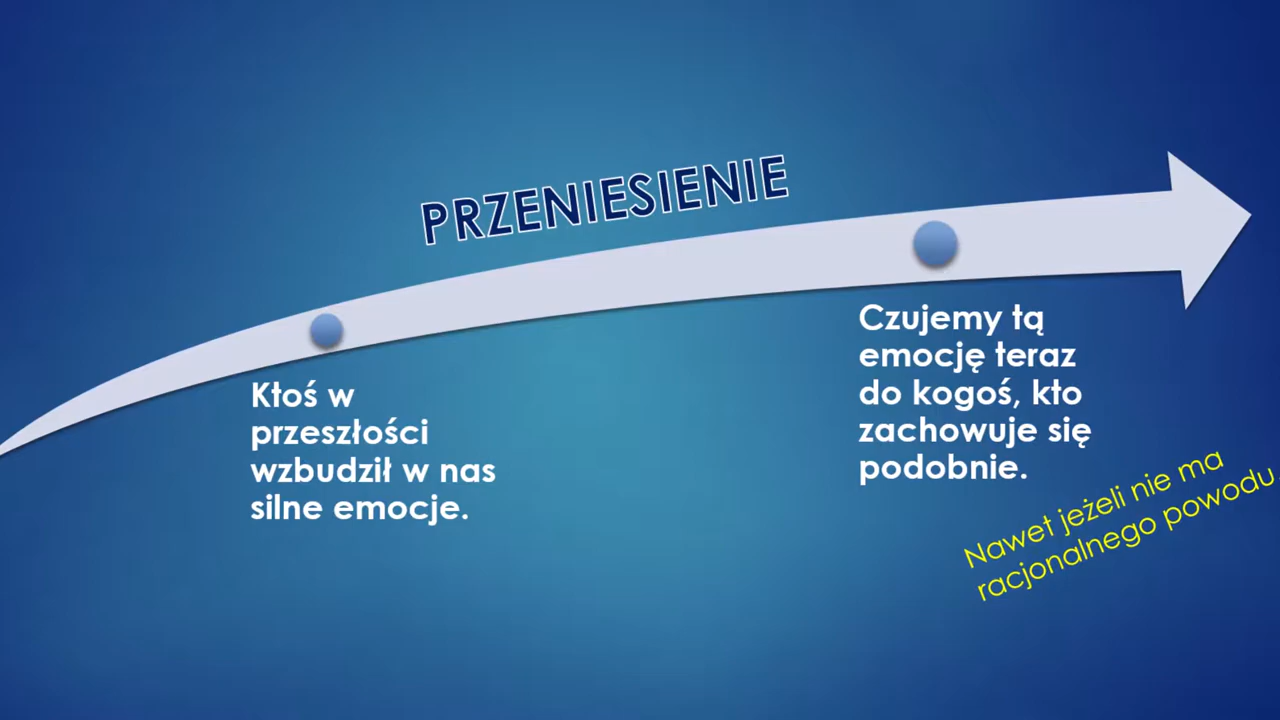 PRZENIESIENIE
Ktoś w
przeszłości
wzbudził w nas
silne emocje.
Czujemy tą
emocję teraz
do kogoś, kto
zachowuje się
podobnie.
Nawet jeżeli nie ma
racjonalnego powodu